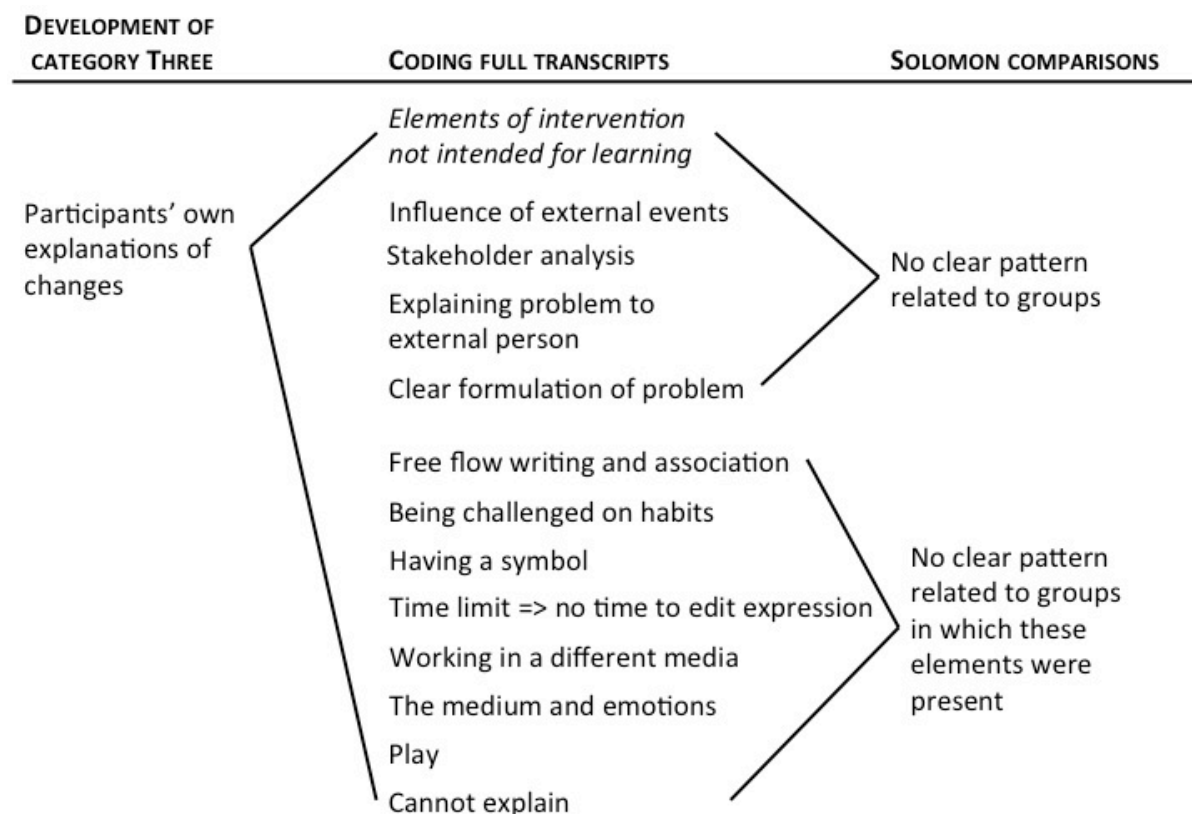 DEVELOPMENT OF
CATEGORY THREE
CODING FULL TRANSCRIPTS
SOLOMON COMPARISONS
Participants' own
explanations of
changes
Elements of intervention
not intended for learning
Influence of external events
Stakeholder analysis
Explaining problem to
external person
Clear formulation of problem
Free flow writing and association
Being challenged on habits
Having a symbol
Time limit => no time to edit expression
Working in a different media
The medium and emotions
Play
Cannot explain
No clear pattern
related to groups
No clear pattern
related to groups
in which these
elements were
present